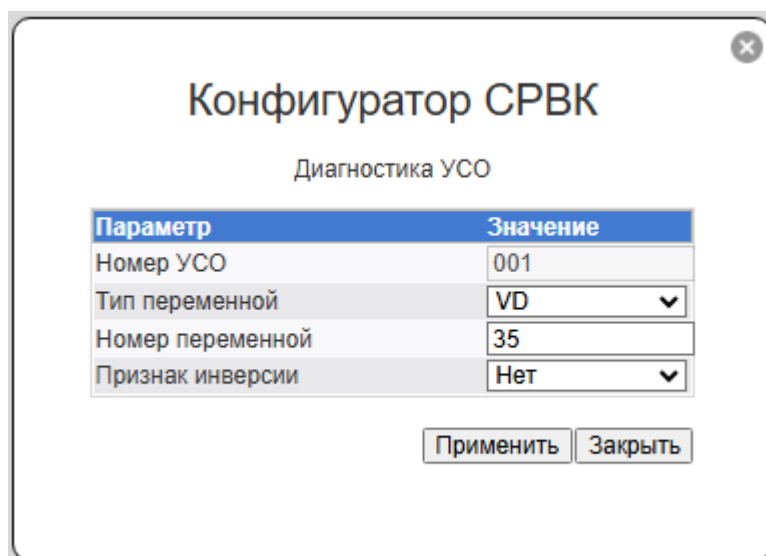 Конфигуратор СРВК
Диагностика УСО
Параметр Значение
Номер УСО 001
Тип переменной VD
Номер переменной 35
Признак инверсии Нет
Применить Закрыть